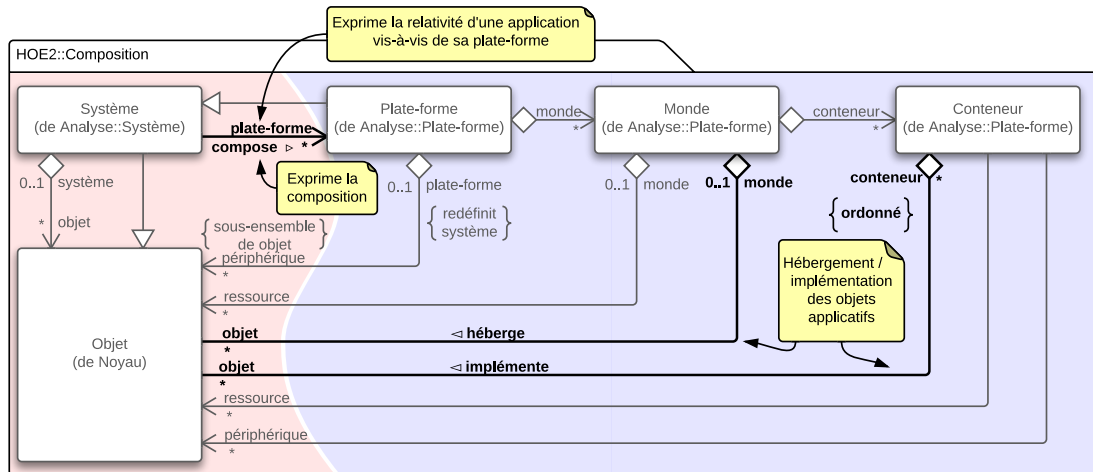 Exprime la relativité d'une application
vis-à-vis de sa plate-forme
HOE2::Composition
Système
(de Analyse::Système)
Plate-forme
(de Analyse::Plate-forme)
monde
*
Monde
(de Analyse::Plate-forme)
conteneur
*
Conteneur
(de Analyse::Plate-forme)
plate-forme
compose ▷ *
0..1
système
Exprime la
composition
0..1
plate-forme
0..1
monde
0..1
monde
conteneur
*
* objet
{sous-ensemble
de objet}
{redéfinit
système}
{ordonné}
périphérique
*
Hébergement /
implémentation
des objets
applicatifs
ressource
*
objet
*
◁ héberge
Objet
(de Noyau)
objet
*
◁ implémente
ressource
*
périphérique
*